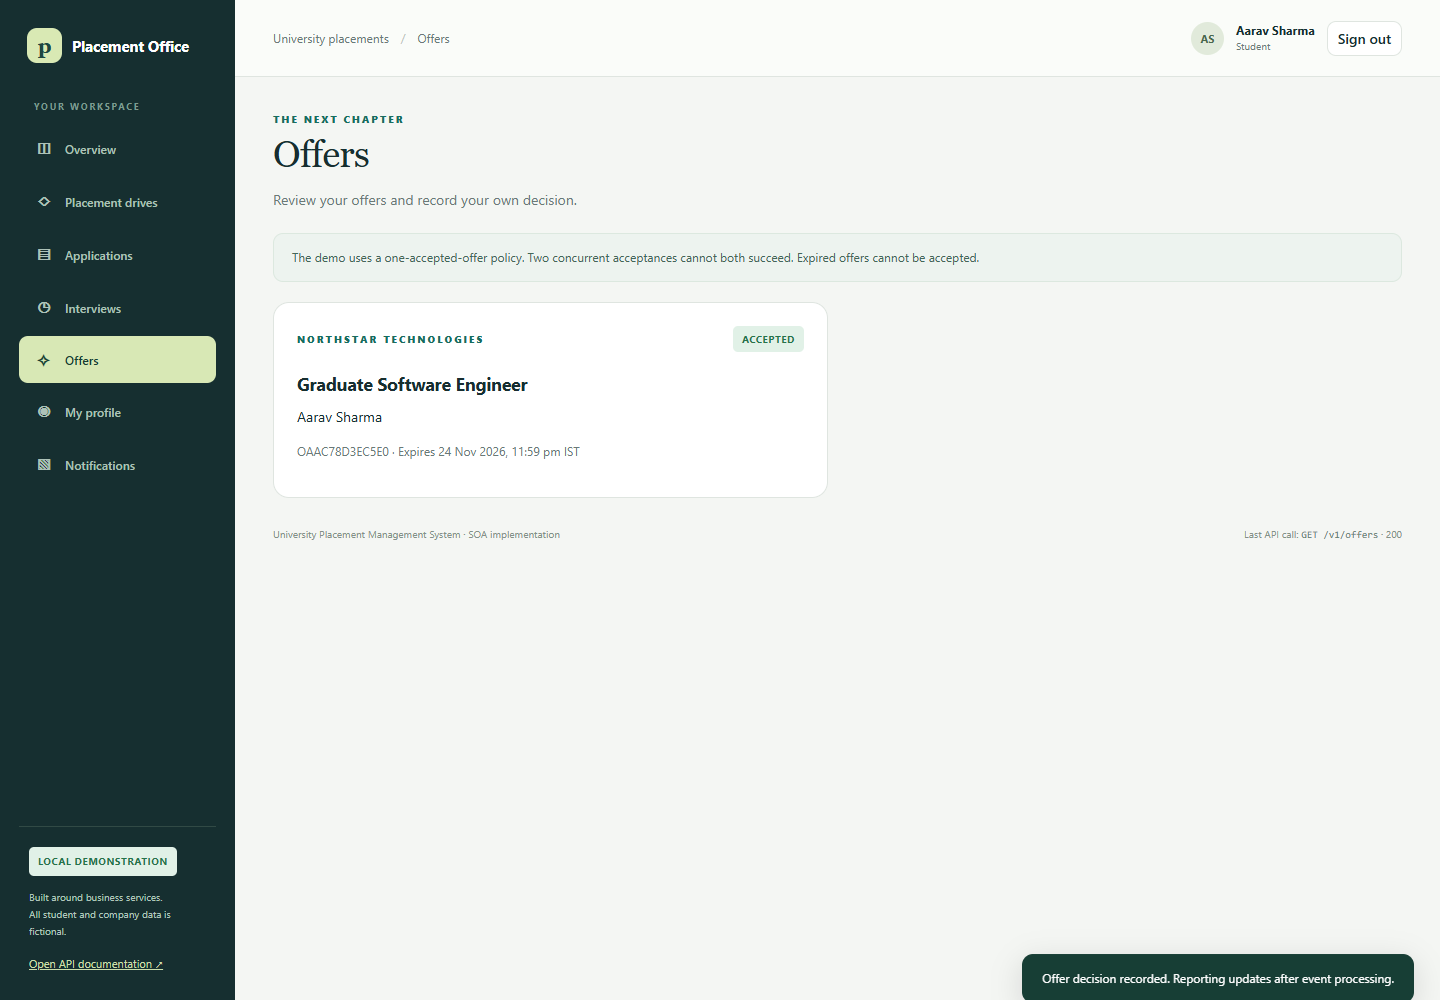 p Placement Office
YOUR WORKSPACE
Overview
Placement drives
Applications
Interviews
Offers
My profile
Notifications
LOCAL DEMONSTRATION
Built around business services.
All student and company data is
fictional.
Open API documentation ↗
University placements / Offers
AS
Aarav Sharma
Student
Sign out
THE NEXT CHAPTER
Offers
Review your offers and record your own decision.
The demo uses a one-accepted-offer policy. Two concurrent acceptances cannot both succeed. Expired offers cannot be accepted.
NORTHSTAR TECHNOLOGIES
ACCEPTED
Graduate Software Engineer
Aarav Sharma
OAAC78D3EC5E0 · Expires 24 Nov 2026, 11:59 pm IST
University Placement Management System · SOA implementation
Last API call: GET /v1/offers · 200
Offer decision recorded. Reporting updates after event processing.